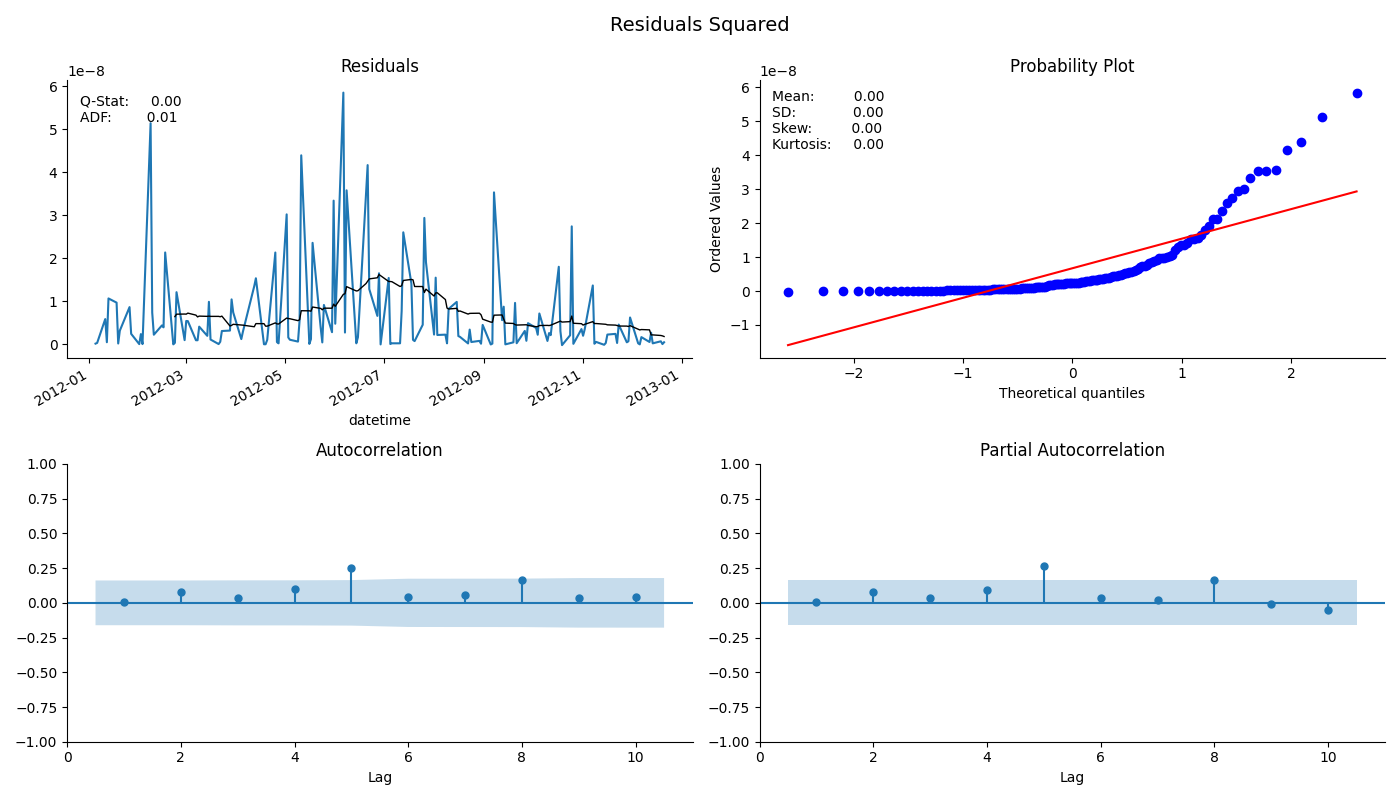 Residuals Squared
Residuals
1e−8
Q-Stat: 0.00
ADF: 0.01
6
5
4
3
2
1
0
2012-01
2012-03
2012-05
2012-07
2012-09
2012-11
2013-01
datetime
Probability Plot
1e−8
Mean: 0.00
SD: 0.00
Skew: 0.00
Kurtosis: 0.00
Ordered Values
6
5
4
3
2
1
0
−1
−2 −1 0 1 2
Theoretical quantiles
Autocorrelation
1.00
0.75
0.50
0.25
0.00
−0.25
−0.50
−0.75
−1.00
0 2 4 6 8 10
Lag
Partial Autocorrelation
1.00
0.75
0.50
0.25
0.00
−0.25
−0.50
−0.75
−1.00
0 2 4 6 8 10
Lag